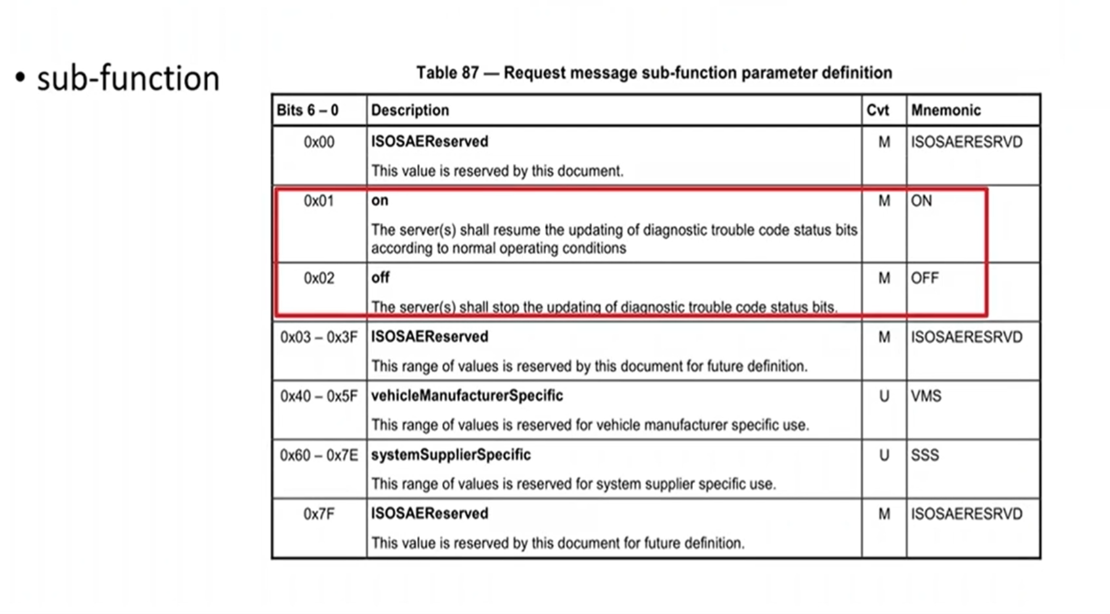 • sub-function
Table 87 — Request message sub-function parameter definition
Bits 6 – 0 Description Cvt Mnemonic
0x00 ISOSAEReserved M ISOSAERESRVD
This value is reserved by this document.
0x01 on M ON
The server(s) shall resume the updating of diagnostic trouble code status bits
according to normal operating conditions
0x02 off M OFF
The server(s) shall stop the updating of diagnostic trouble code status bits.
0x03 – 0x3F ISOSAEReserved M ISOSAERESRVD
This range of values is reserved by this document for future definition.
0x40 – 0x5F vehicleManufacturerSpecific U VMS
This range of values is reserved for vehicle manufacturer specific use.
0x60 – 0x7E systemSupplierSpecific U SSS
This range of values is reserved for system supplier specific use.
0x7F ISOSAEReserved M ISOSAERESRVD
This value is reserved by this document for future definition.